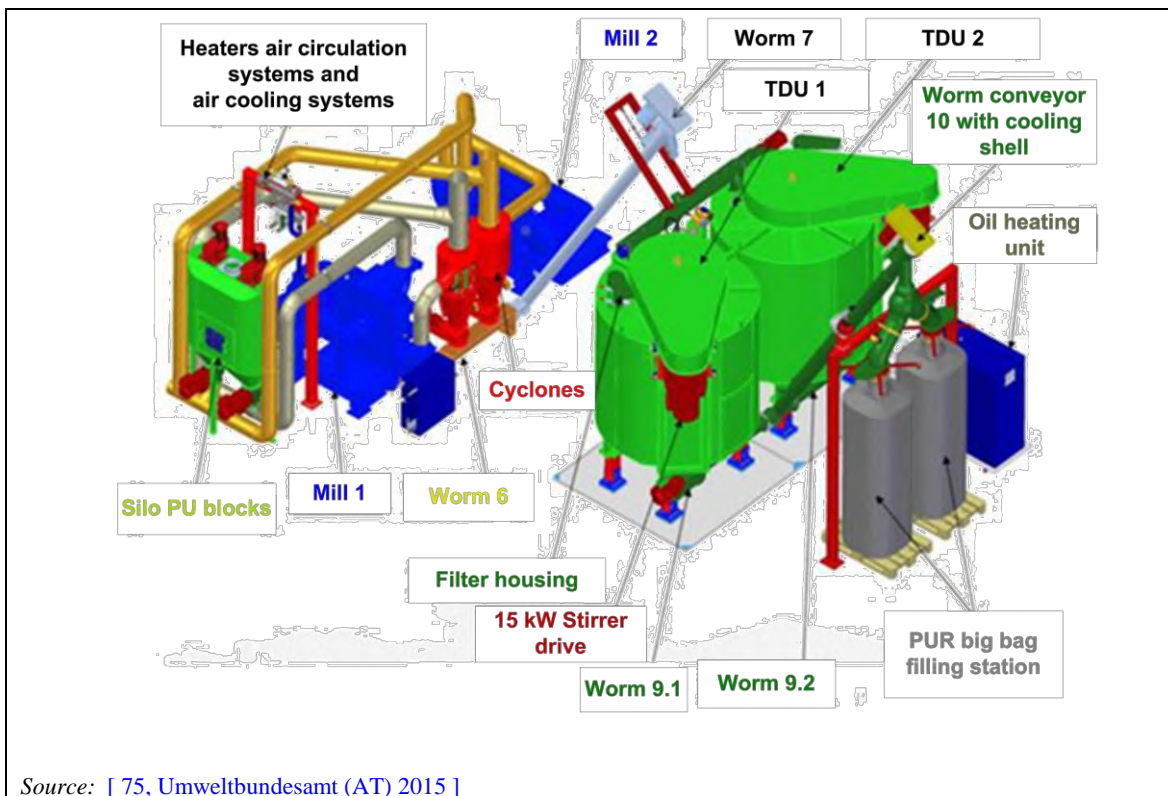 Heaters air circulation
systems and
air cooling systems
Mill 2
Worm 7
TDU 2
TDU 1
Worm conveyor
10 with cooling
shell
Oil heating
unit
Cyclones
Silo PU blocks
Mill 1
Worm 6
Filter housing
15 kW Stirrer
drive
PUR big bag
filling station
Worm 9.1
Worm 9.2
Source: [ 75, Umweltbundesamt (AT) 2015 ]